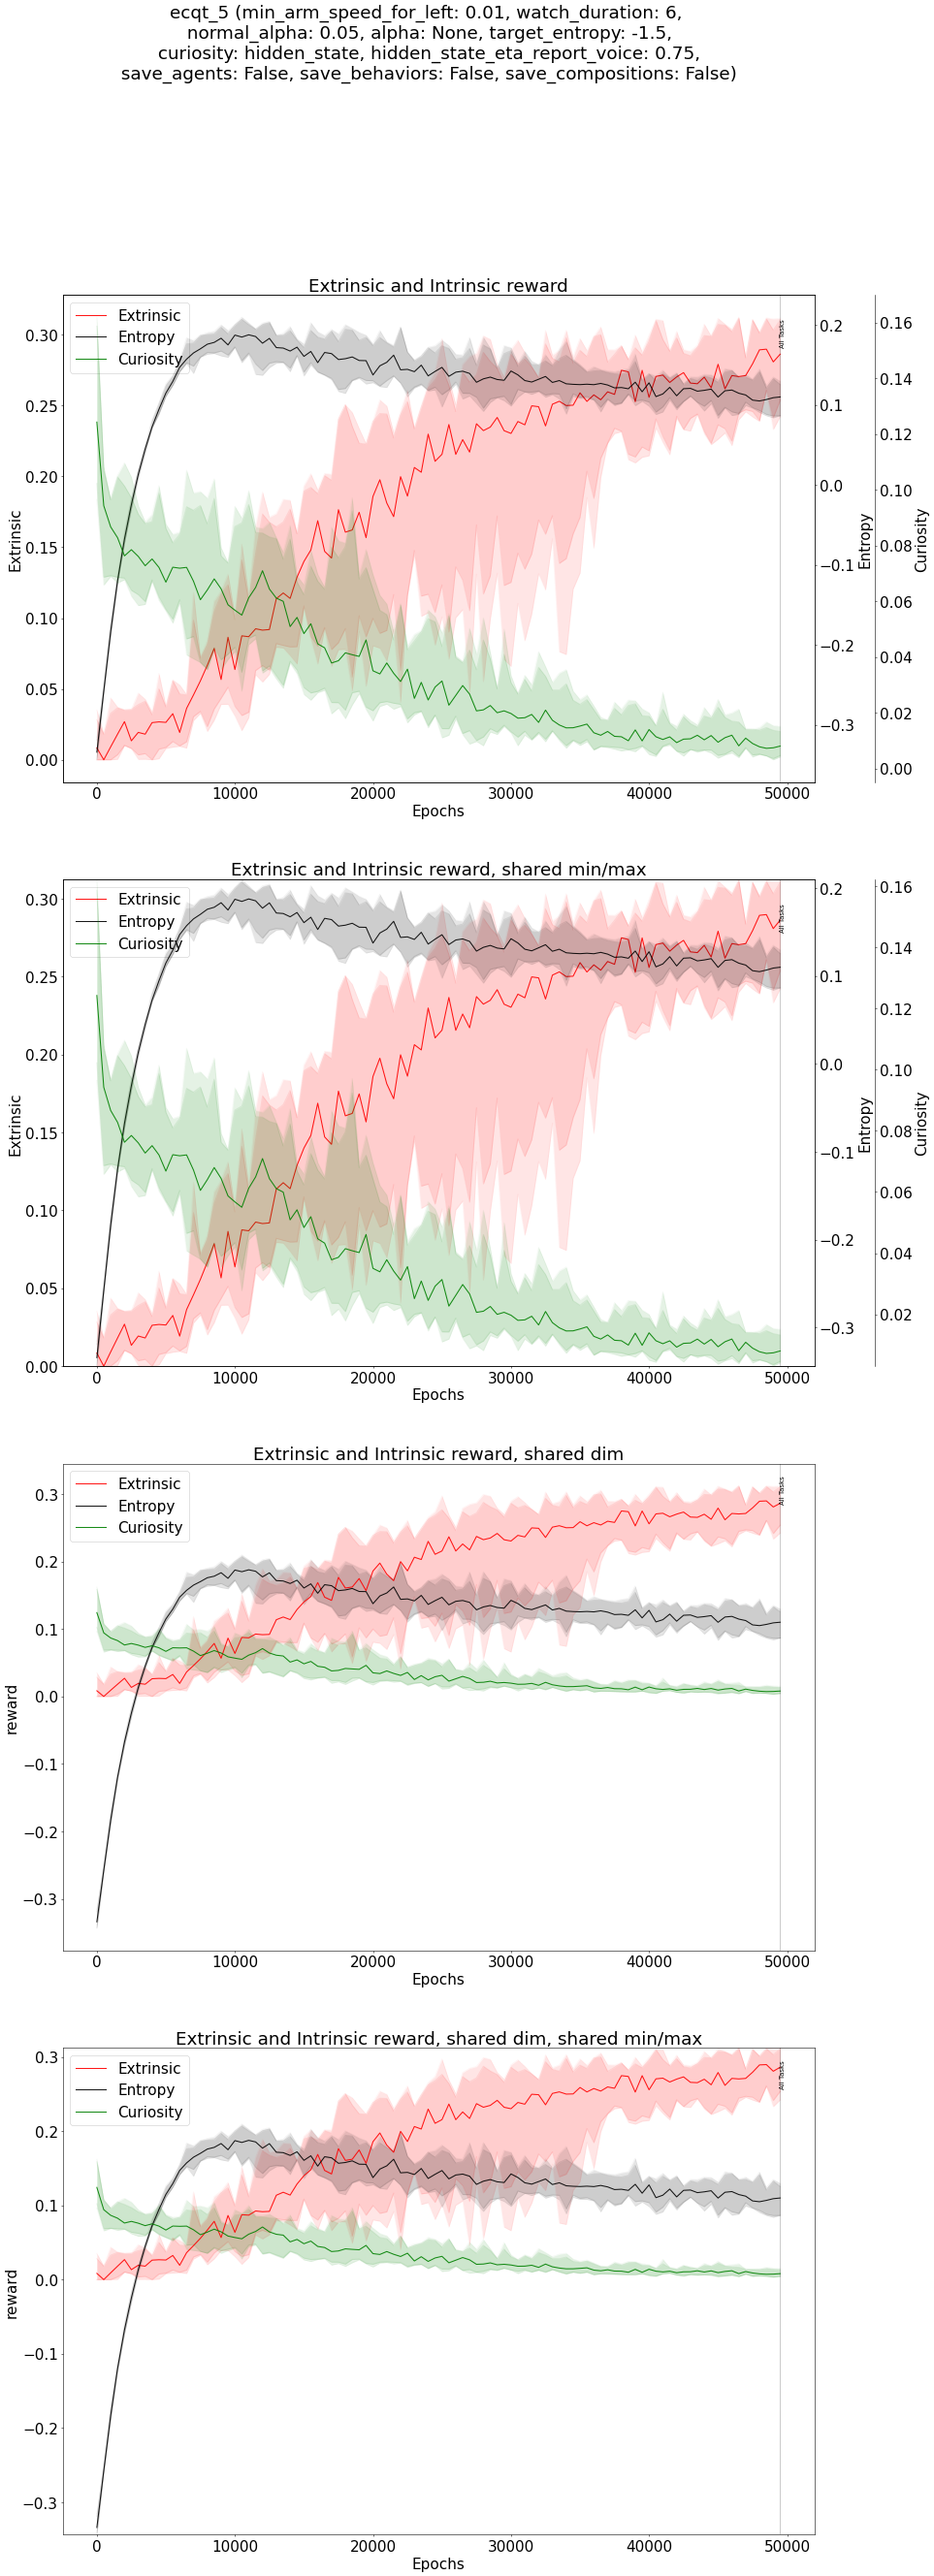 ecqt_5 (min_arm_speed_for_left: 0.01, watch_duration: 6,
normal_alpha: 0.05, alpha: None, target_entropy: -1.5,
curiosity: hidden_state, hidden_state_eta_report_voice: 0.75,
save_agents: False, save_behaviors: False, save_compositions: False)
Extrinsic and Intrinsic reward
Extrinsic
Entropy
Curiosity
All Tasks
0.30
0.25
0.20
0.15
0.10
0.05
0.00
Extrinsic
0.2
0.1
0.0
−0.1
−0.2
−0.3
Entropy
0.16
0.14
0.12
0.10
0.08
0.06
0.04
0.02
0.00
Curiosity
0 10000 20000 30000 40000 50000
Epochs
Extrinsic and Intrinsic reward, shared min/max
Extrinsic
Entropy
Curiosity
All Tasks
0.30
0.25
0.20
0.15
0.10
0.05
0.00
Extrinsic
0.2
0.1
0.0
−0.1
−0.2
−0.3
Entropy
0.16
0.14
0.12
0.10
0.08
0.06
0.04
0.02
Curiosity
0 10000 20000 30000 40000 50000
Epochs
Extrinsic and Intrinsic reward, shared dim
Extrinsic
Entropy
Curiosity
All Tasks
0.3
0.2
0.1
0.0
−0.1
−0.2
−0.3
reward
0 10000 20000 30000 40000 50000
Epochs
Extrinsic and Intrinsic reward, shared dim, shared min/max
Extrinsic
Entropy
Curiosity
All Tasks
0.3
0.2
0.1
0.0
−0.1
−0.2
−0.3
reward
0 10000 20000 30000 40000 50000
Epochs